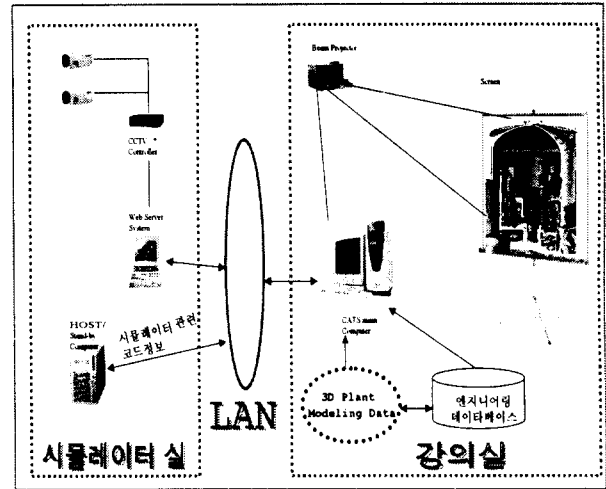 Beam Projector
Screen
CCTV
Controller
Web Server
System
HOST/
Stand-by
Computer
시뮬레이터 관련
코드정보
LAN
CATS main
Computer
3D Plant
Modeling Data
엔지니어링
데이타베이스
시뮬레이터 실
강의실